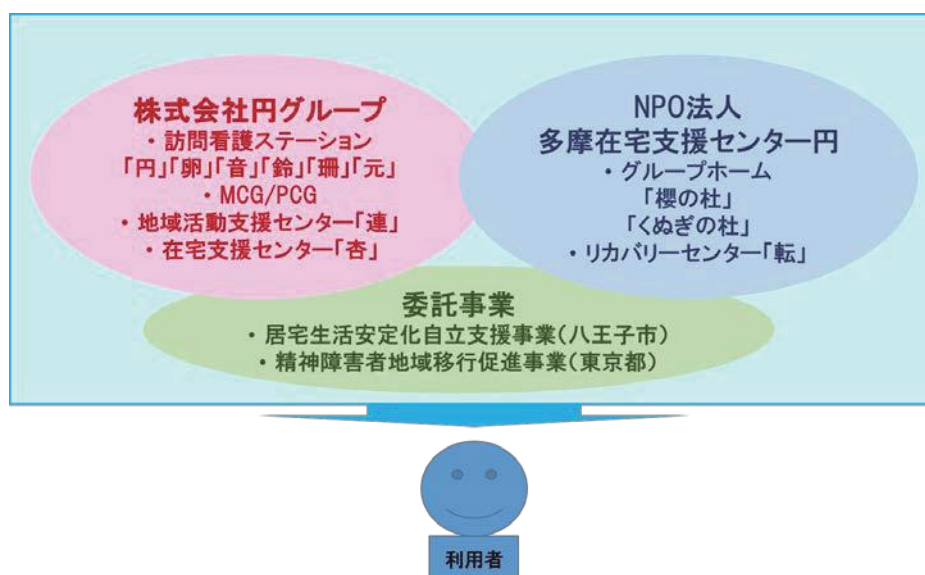 株式会社円グループ
・訪問看護ステーション
「円」「卵」「音」「鈴」「珊」「元」
・MCG/PCG
・地域活動支援センター「連」
・在宅支援センター「杏」
NPO法人
多摩在宅支援センター円
・グループホーム
「櫻の杜」
「くぬぎの杜」
・リカバリーセンター「転」
委託事業
・居宅生活安定化自立支援事業(八王子市)
・精神障害者地域移行促進事業(東京都)
利用者